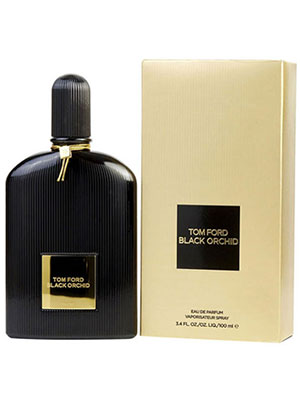 TOM FORD
BLACK ORCHID
TOM FORD
BLACK ORCHID
EAU DE PARFUM
VAPORISATEUR SPRAY
3.4 FL.OZ./OZ. LIQ./100 ml ℮